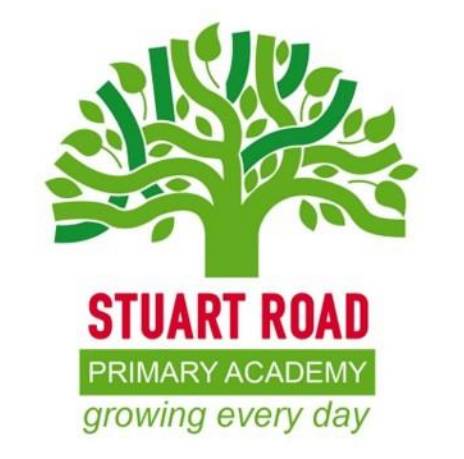 STUART ROAD
PRIMARY ACADEMY
growing every day